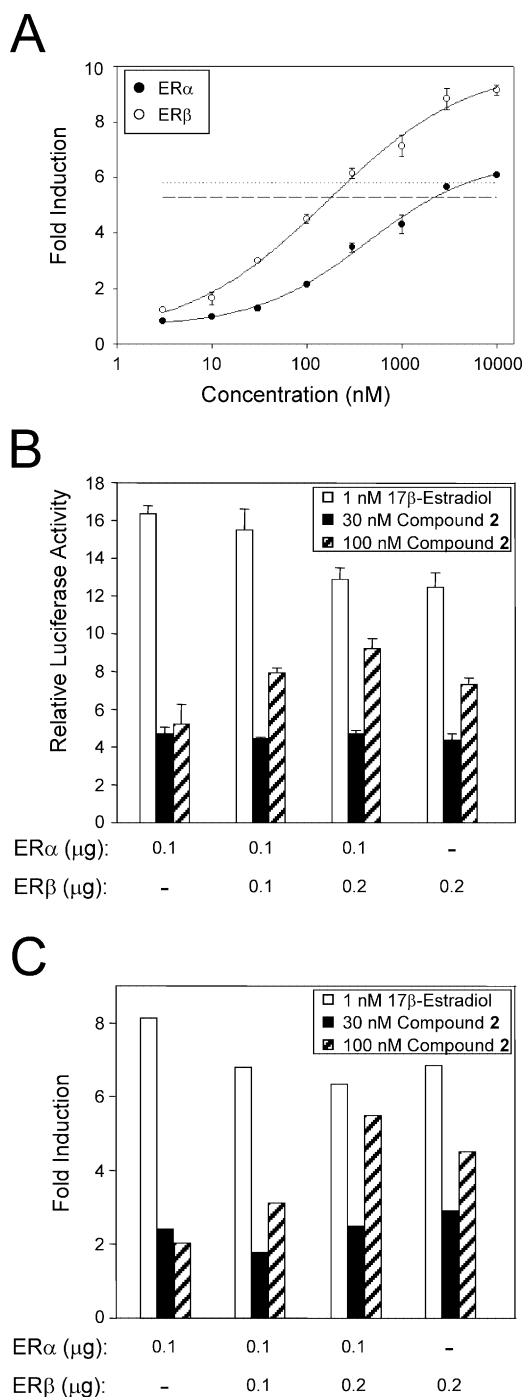 A
10
8
6
4
2
0
Fold Induction
ERα
ERβ
1
10
100
1000
10000
Concentration (nM)
B
18
16
14
12
10
8
6
4
2
0
Relative Luciferase Activity
1 nM 17β-Estradiol
30 nM Compound 2
100 nM Compound 2
ERα (μg): 0.1 0.1 0.1 -
ERβ (μg): - 0.1 0.2 0.2
C
8
6
4
2
0
Fold Induction
1 nM 17β-Estradiol
30 nM Compound 2
100 nM Compound 2
ERα (μg): 0.1 0.1 0.1 -
ERβ (μg): - 0.1 0.2 0.2